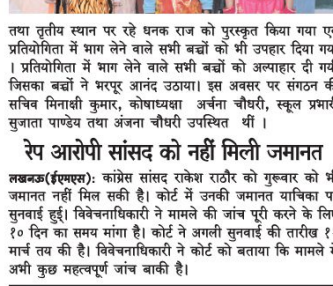 तथा तृतीय स्थान पर रहे धनक राज को पुरस्कृत किया गया
प्रतियोगिता में भाग लेने वाले सभी बच्चों को भी उपहार दिया
। प्रतियोगिता में भाग लेने वाले सभी बच्चों को अल्पाहार दी
जिसका बच्चों ने भरपूर आनंद उठाया। इस अवसर पर संगठन
सचिव मिनाक्षी कुमार, कोषाध्यक्षा अर्चना चौधरी, स्कूल
सुजाता पाण्डेय तथा अंजना चौधरी उपस्थित थीं ।
रेप आरोपी सांसद को नहीं मिली जमानत
लखनऊ(ईएमएस): कांग्रेस सांसद राकेश राठौर को गुरूवार को
जमानत नहीं मिल सकी है। कोर्ट में उनकी जमानत याचिका
सुनवाई हुई। विवेचनाधिकारी ने मामले की जांच पूरी करने के
१० दिन का समय मांगा है। कोर्ट ने अगली सुनवाई की तारीख
मार्च तय की है। विवेचनाधिकारी ने कोर्ट को बताया कि मामले
अभी कुछ महत्वपूर्ण जांच बाकी है।